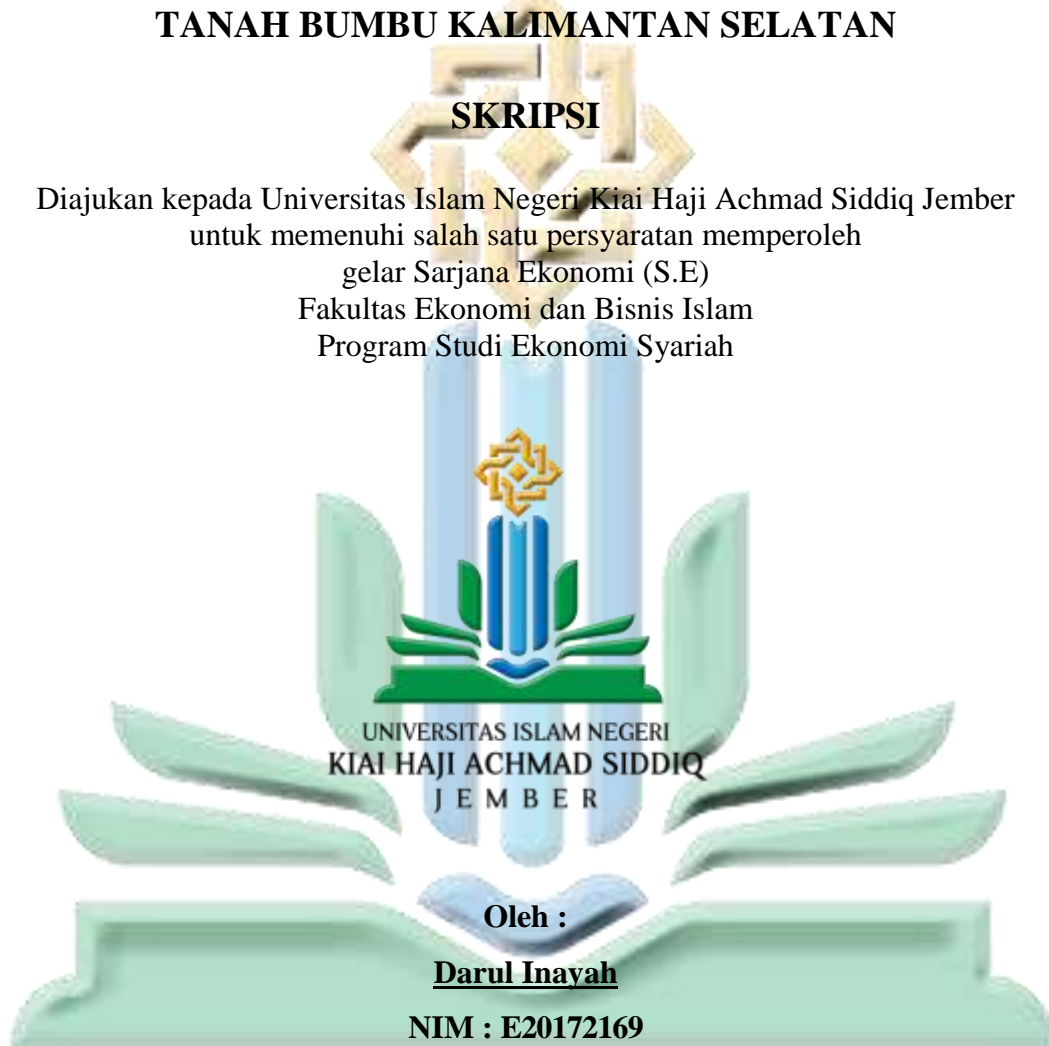 TANAH BUMBU KALIMANTAN SELATAN
SKRIPSI
Diajukan kepada Universitas Islam Negeri Kiai Haji Achmad Siddiq Jember
untuk memenuhi salah satu persyaratan memperoleh
gelar Sarjana Ekonomi (S.E)
Fakultas Ekonomi dan Bisnis Islam
Program Studi Ekonomi Syariah
UNIVERSITAS ISLAM NEGERI
KIAI HAJI ACHMAD SIDDIQ
JEMBER
Oleh :
Darul Inayah
NIM : E20172169